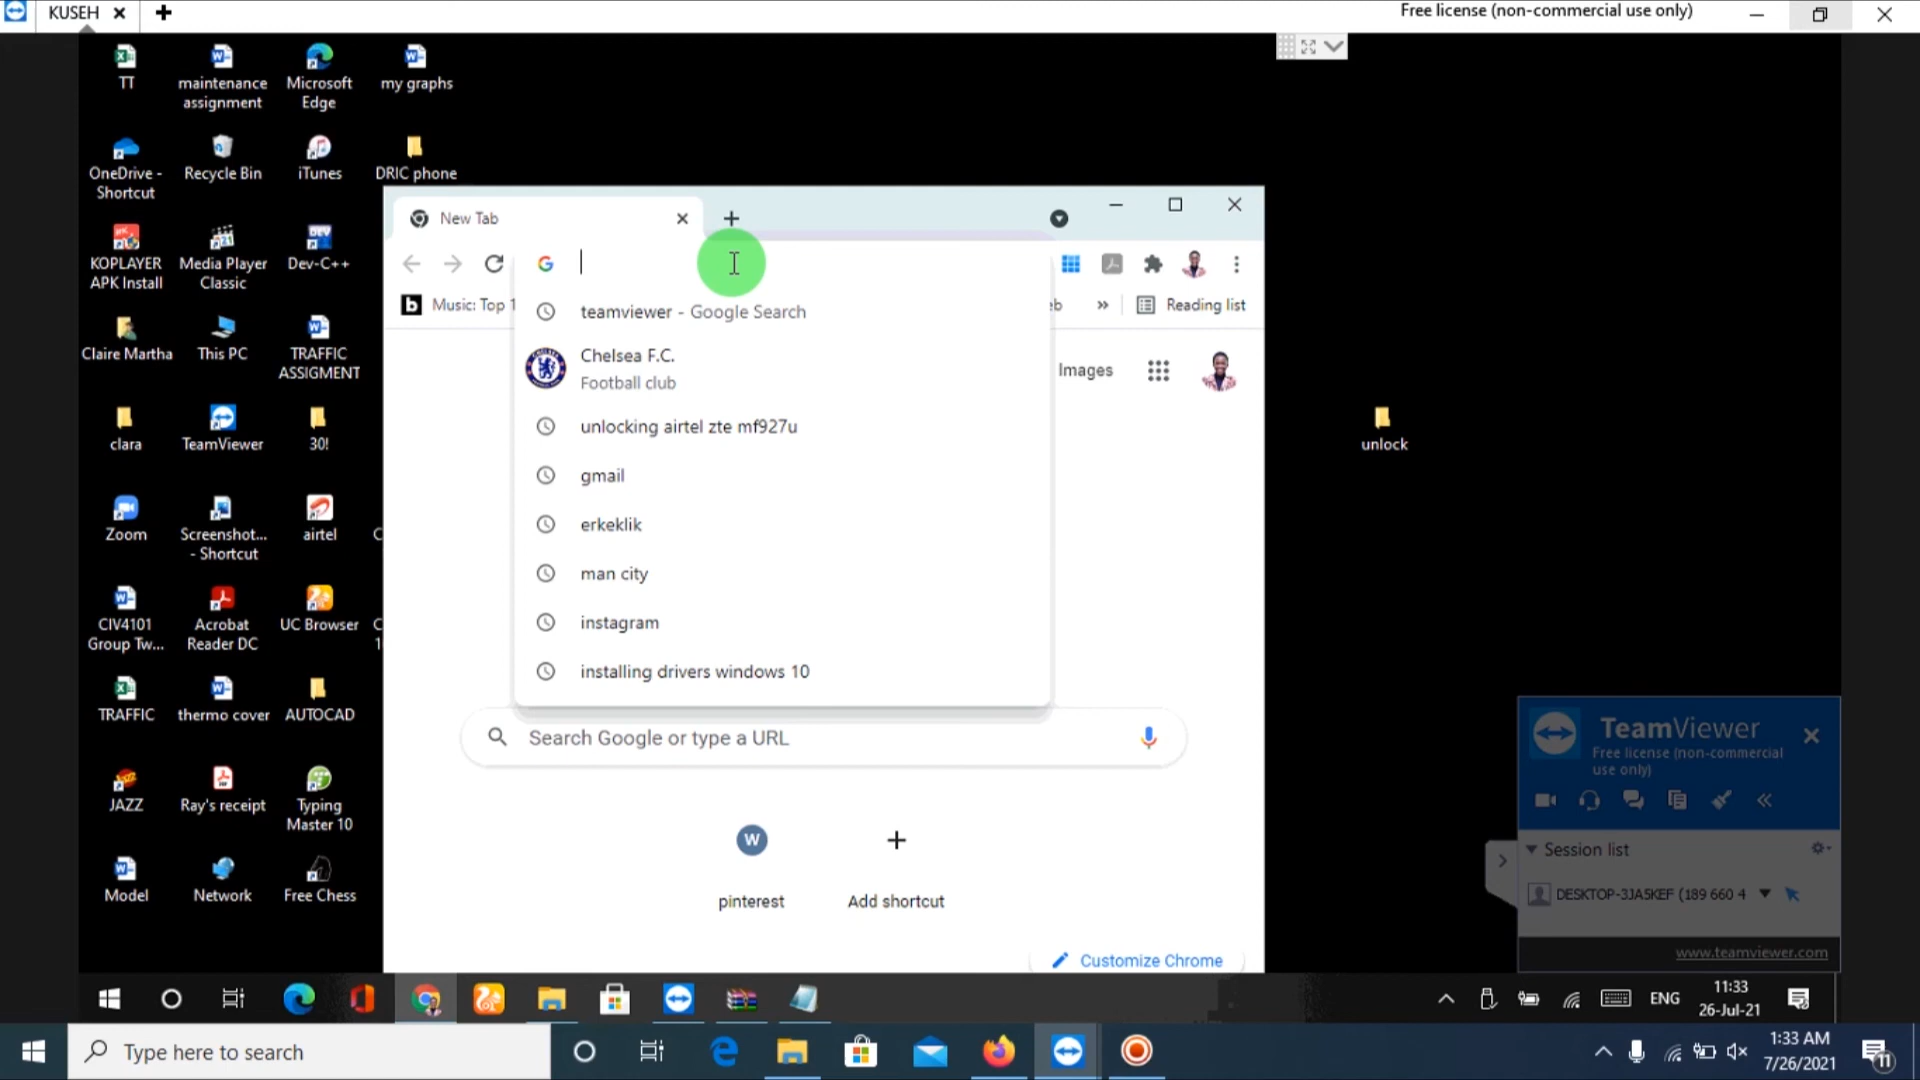 KUSEH
Free license (non-commercial use only)
TT
maintenance
assignment
Microsoft
Edge
my graphs
OneDrive -
Shortcut
Recycle Bin
iTunes
DRIC phone
KOPLAYER
APK Install
Media Player
Classic
Dev-C++
Claire Martha
This PC
TRAFFIC
ASSIGMENT
clara
TeamViewer
30!
Zoom
Screenshot...
- Shortcut
airtel
C
CIV4101
Group Tw...
Acrobat
Reader DC
UC Browser
C
1
TRAFFIC
thermo cover
AUTOCAD
JAZZ
Ray's receipt
Typing
Master 10
Model
Network
Free Chess
unlock
New Tab
Music: Top 1
eb
Reading list
teamviewer - Google Search
Chelsea F.C.
Football club
unlocking airtel zte mf927u
gmail
erkeklik
man city
instagram
installing drivers windows 10
Images
Search Google or type a URL
W
pinterest
Add shortcut
Customize Chrome
TeamViewer
Free license (non-commercial
use only)
Session list
DESKTOP-3JA5KEF (189 660 4
www.teamviewer.com
ENG
11:33
26-Jul-21
Type here to search
1:33 AM
7/26/2021
11